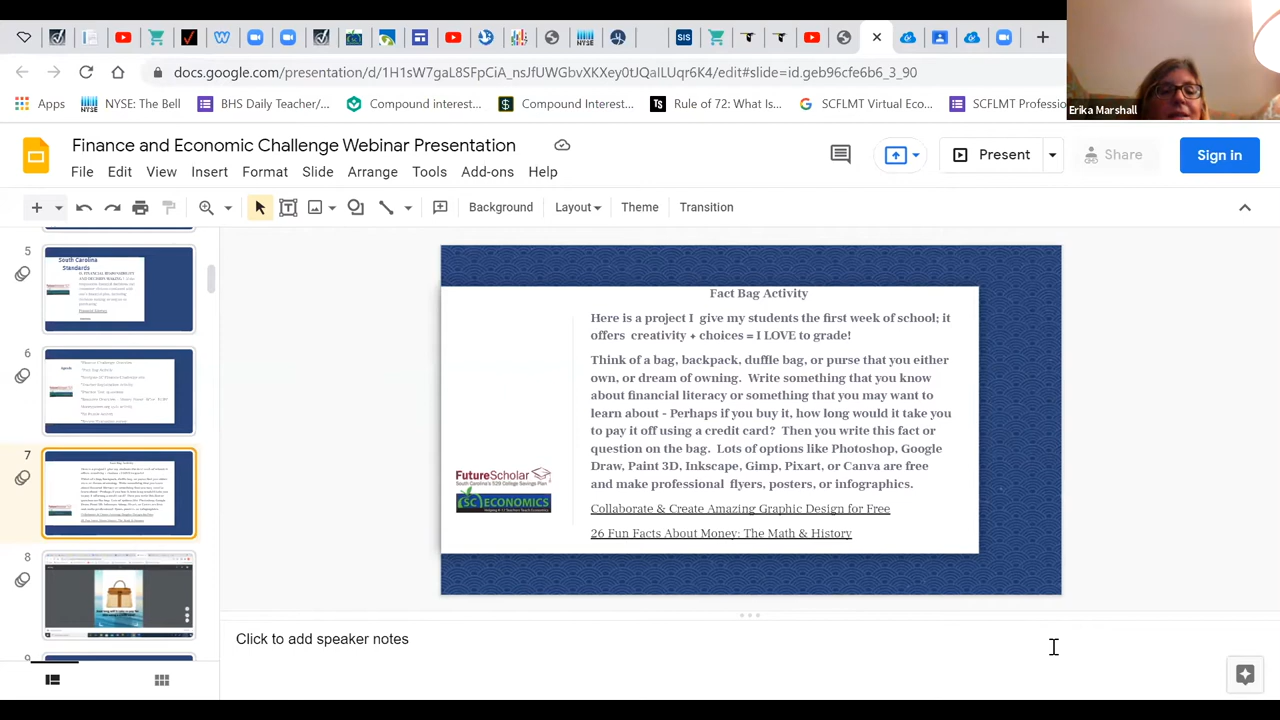 docs.google.com/presentation/d/1H1sW7gaL8SFpCiA_nsJfUWGbvXKXey0tUQaILUqr6K4/edit#slide=id.geb96cfe6b6_3_90
Apps
NYSE: The Bell
BHS Daily Teacher/...
Compound interes...
Compound Interest...
Rule of 72: What Is...
SCFLMT Virtual Eco...
SCFLMT Professio
Erika Marshall
Finance and Economic Challenge Webinar Presentation
File Edit View Insert Format Slide Arrange Tools Add-ons Help
Present
Share
Sign in
Background Layout Theme Transition
5
South Carolina
Standards
6
7
8
9
Fact Bag Activity
Here is a project I give my students the first week of school; it
offers creativity + choices = I LOVE to grade!
Think of a bag, backpack, duffle bag, or purse that you either
own, or dream of owning. Write something that you know
about financial literacy or something that you may want to
learn about - Perhaps if you buy it, how long would it take you
to pay it off using a credit card? Then you write this fact or
question on the bag. Lots of options like Photoshop, Google
Draw, Paint 3D, Inkscape, Gimp, Pixlr, or Canva are free
and make professional flyers, posters, or infographics.
Collaborate & Create Amazing Graphic Design for Free
26 Fun Facts About Money: The Math & History
FutureScholar
South Carolina's 529 College Savings Plan
SC ECONOM
Click to add speaker notes